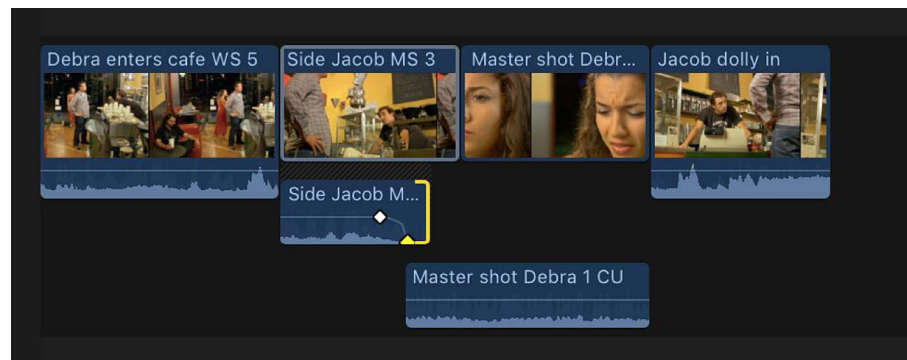 Debra enters cafe WS 5
Side Jacob MS 3
Master shot Debr...
Jacob dolly in
Side Jacob M...
Master shot Debra 1 CU